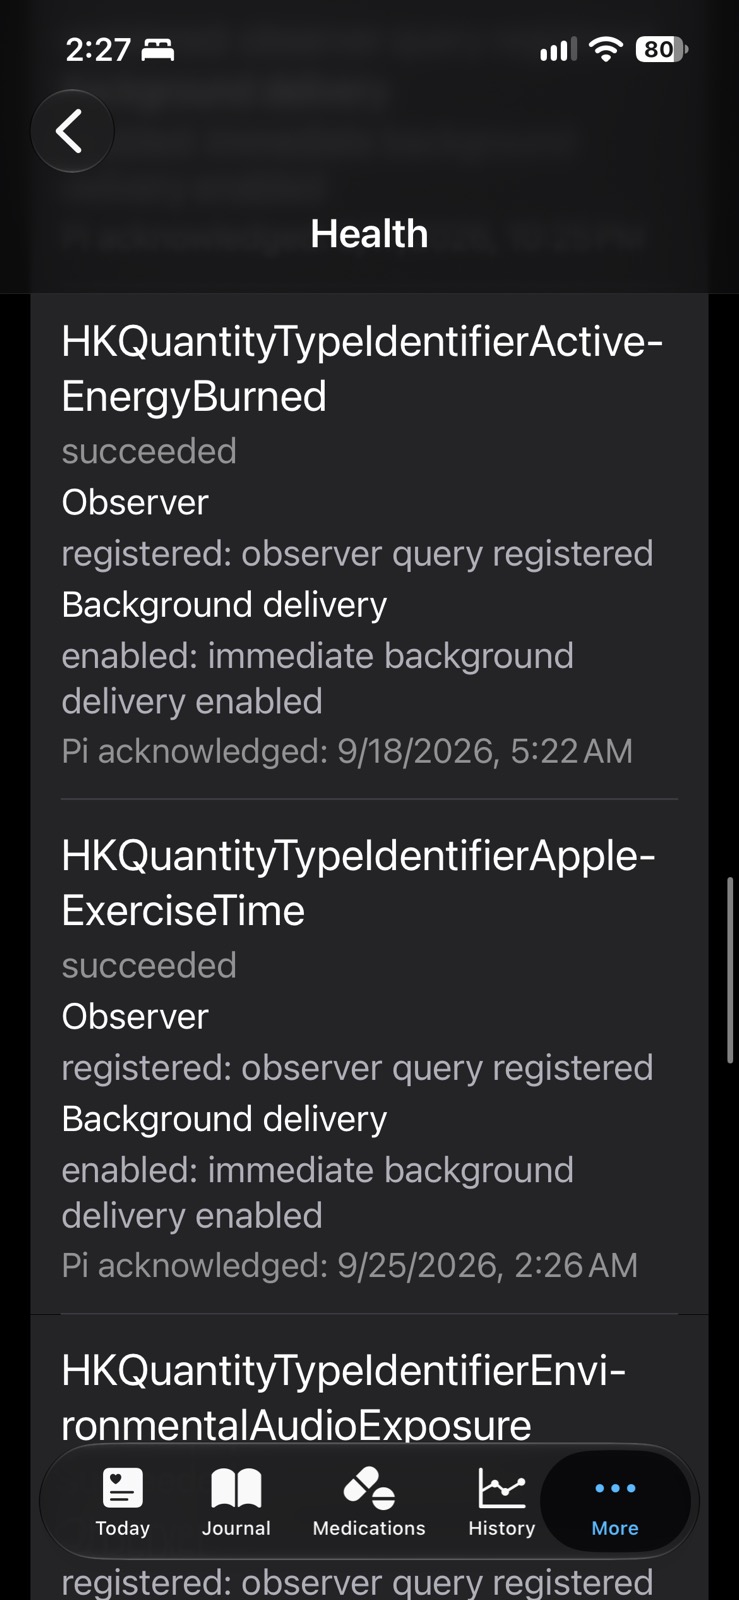 2:27
80
Health
HKQuantityTypeIdentifierActive-
EnergyBurned
succeeded
Observer
registered: observer query registered
Background delivery
enabled: immediate background
delivery enabled
Pi acknowledged: 9/18/2026, 5:22 AM
HKQuantityTypeIdentifierApple-
ExerciseTime
succeeded
Observer
registered: observer query registered
Background delivery
enabled: immediate background
delivery enabled
Pi acknowledged: 9/25/2026, 2:26 AM
HKQuantityTypeIdentifierEnvi-
ronmentalAudioExposure
Today
Journal
Medications
History
More
registered: observer query registered